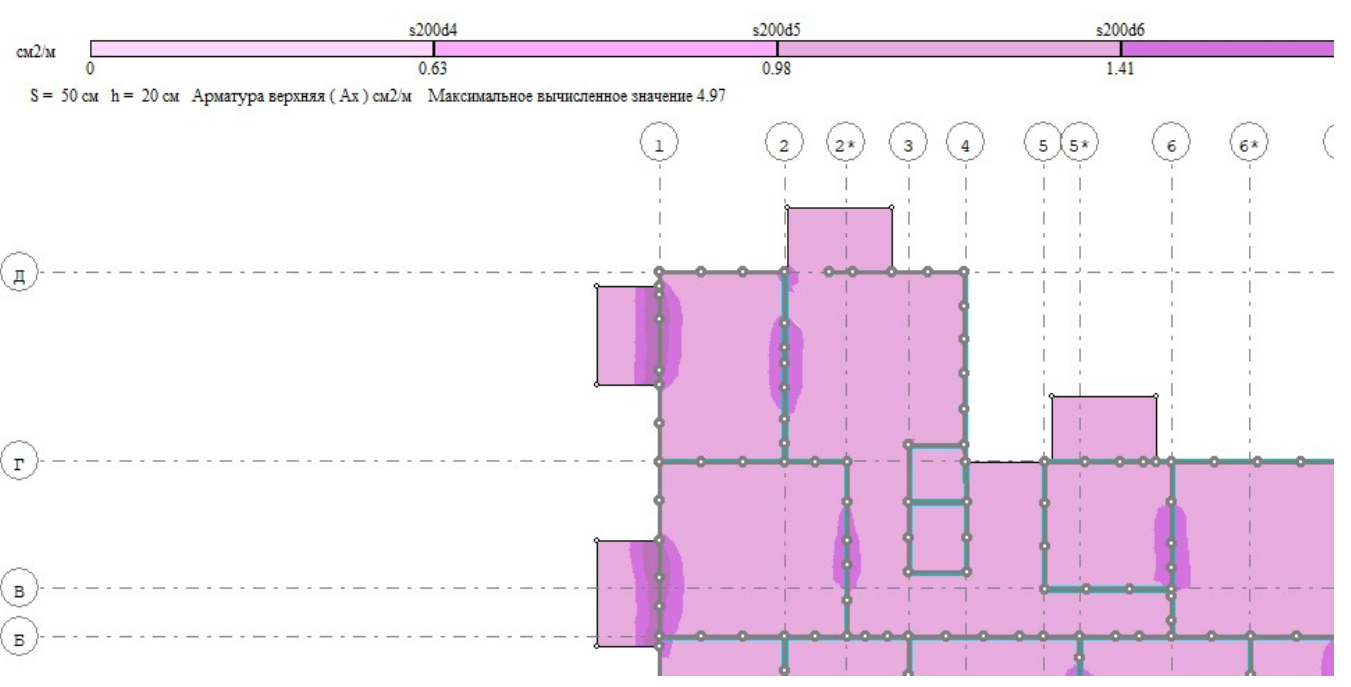 s200d4 s200d5 s200d6
см2/м
0 0.63 0.98 1.41
S = 50 см h = 20 см Арматура верхняя ( Ax ) см2/м Максимальное вычисленное значение 4.97
1 2 2* 3 4 5 5* 6 6*
Д
Г
В
Б